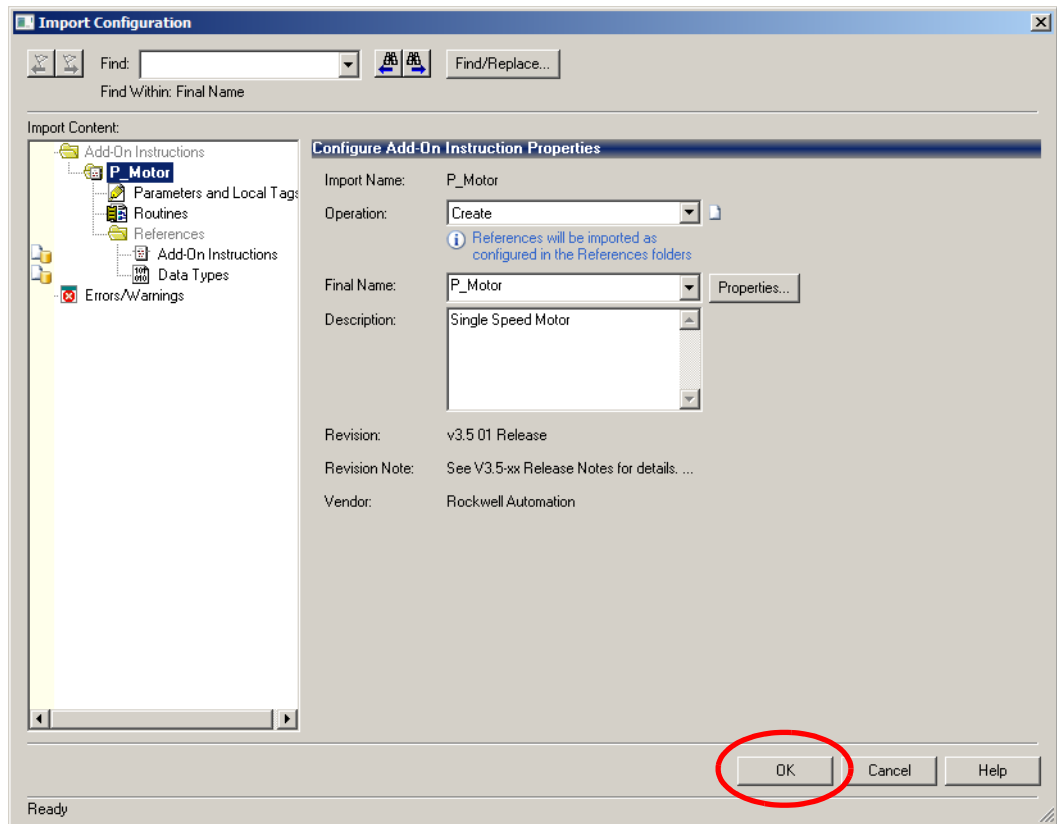 Import Configuration
Find:
Find/Replace...
Find Within: Final Name
Import Content:
Add-On Instructions
P_Motor
Parameters and Local Tags
Routines
References
Add-On Instructions
Data Types
Errors/Warnings
Configure Add-On Instruction Properties
Import Name: P_Motor
Operation: Create
References will be imported as
configured in the References folders
Final Name: P_Motor Properties...
Description: Single Speed Motor
Revision: v3.5 01 Release
Revision Note: See V3.5-xx Release Notes for details. ...
Vendor: Rockwell Automation
OK Cancel Help
Ready